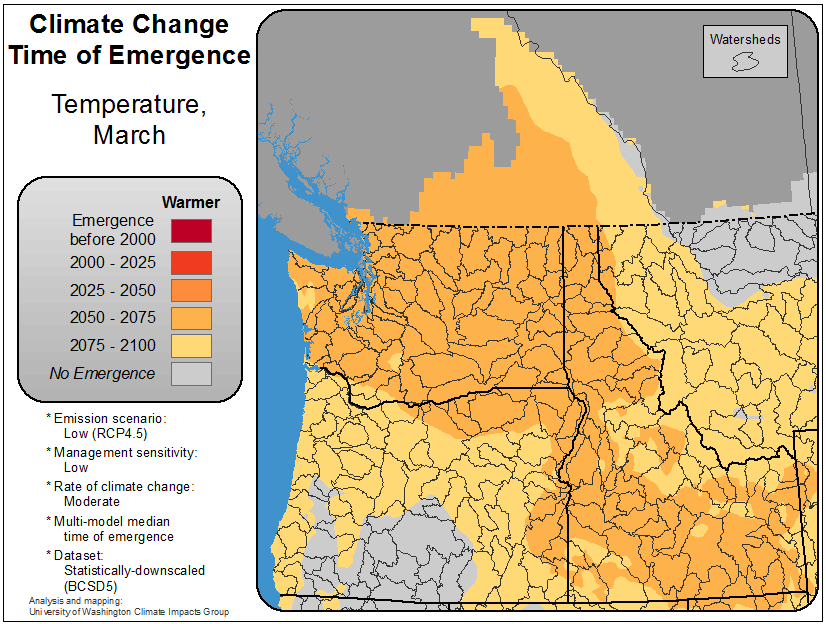 Climate Change
Time of Emergence
Temperature,
March
Warmer
Emergence
before 2000
2000 - 2025
2025 - 2050
2050 - 2075
2075 - 2100
No Emergence
* Emission scenario:
Low (RCP4.5)
* Management sensitivity:
Low
* Rate of climate change:
Moderate
* Multi-model median
time of emergence
* Dataset:
Statistically-downscaled
(BCSD5)
Analysis and mapping:
University of Washington Climate Impacts Group
Watersheds